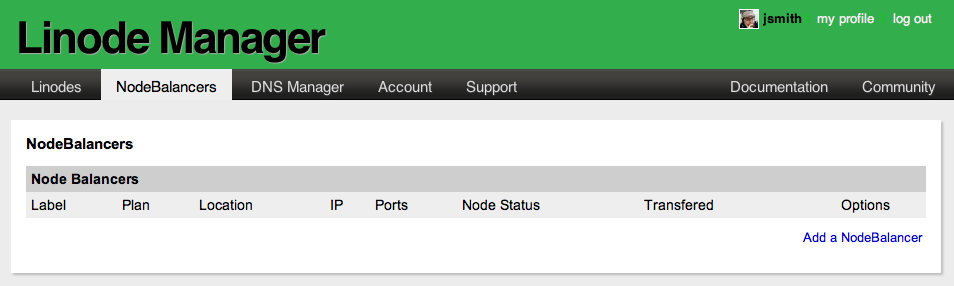 Linode Manager
jsmith my profile log out
Linodes NodeBalancers DNS Manager Account Support Documentation Community
NodeBalancers
Node Balancers
Label Plan Location IP Ports Node Status Transfered Options
Add a NodeBalancer